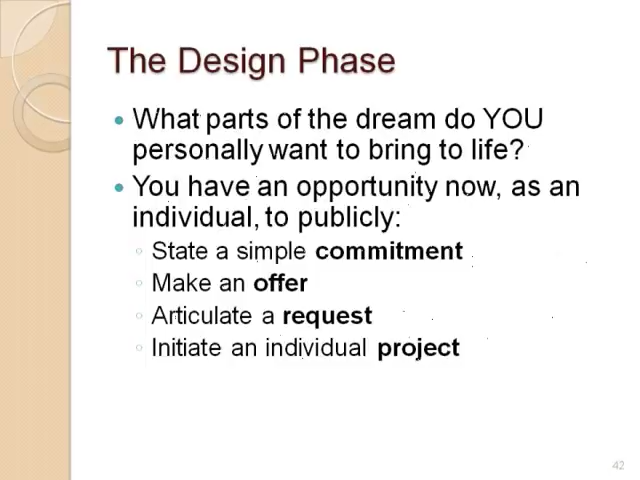 The Design Phase
• What parts of the dream do YOU
personally want to bring to life?
• You have an opportunity now, as an
individual, to publicly:
◦ State a simple commitment
◦ Make an offer
◦ Articulate a request
◦ Initiate an individual project
42